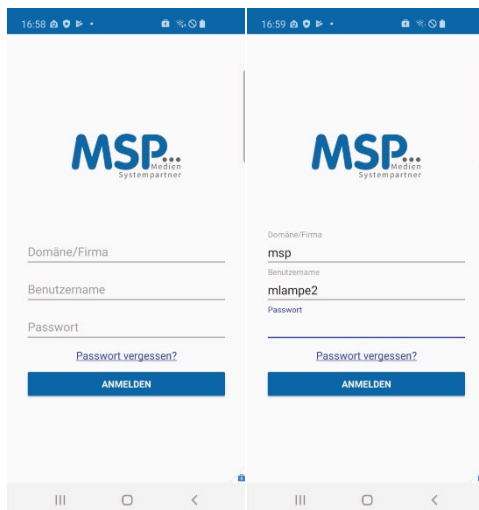 16:58
MSP...
Medien
Systempartner
Domäne/Firma
Benutzername
Passwort
Passwort vergessen?
ANMELDEN
16:59
MSP...
Medien
Systempartner
Domäne/Firma
msp
Benutzername
mlampe2
Passwort
Passwort vergessen?
ANMELDEN